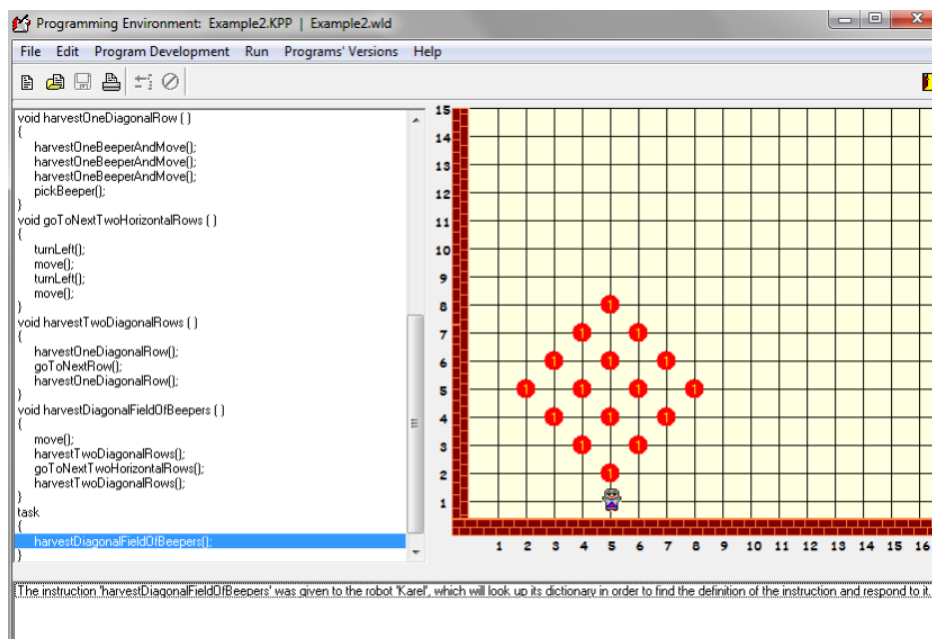 Programming Environment: Example2.KPP | Example2.wld
File Edit Program Development Run Programs' Versions Help
void harvestOneDiagonalRow ( )
{
harvestOneBeeperAndMove();
harvestOneBeeperAndMove();
harvestOneBeeperAndMove();
pickBeeper();
}
void goToNextTwoHorizontalRows ( )
{
turnLeft();
move();
turnLeft();
move();
}
void harvestTwoDiagonalRows ( )
{
harvestOneDiagonalRow();
goToNextRow();
harvestOneDiagonalRow();
}
void harvestDiagonalFieldOfBeepers ( )
{
move();
harvestTwoDiagonalRows();
goToNextTwoHorizontalRows();
harvestTwoDiagonalRows();
}
task
{
harvestDiagonalFieldOfBeepers();
}
15
14
13
12
11
10
9
8 1
7 1 1
6 1 1 1
5 1 1 1 1
4 1 1 1
3 1 1
2 1
1
1 2 3 4 5 6 7 8 9 10 11 12 13 14 15 16
The instruction 'harvestDiagonalFieldOfBeepers' was given to the robot 'Karel', which will look up its dictionary in order to find the definition of the instruction and respond to it.